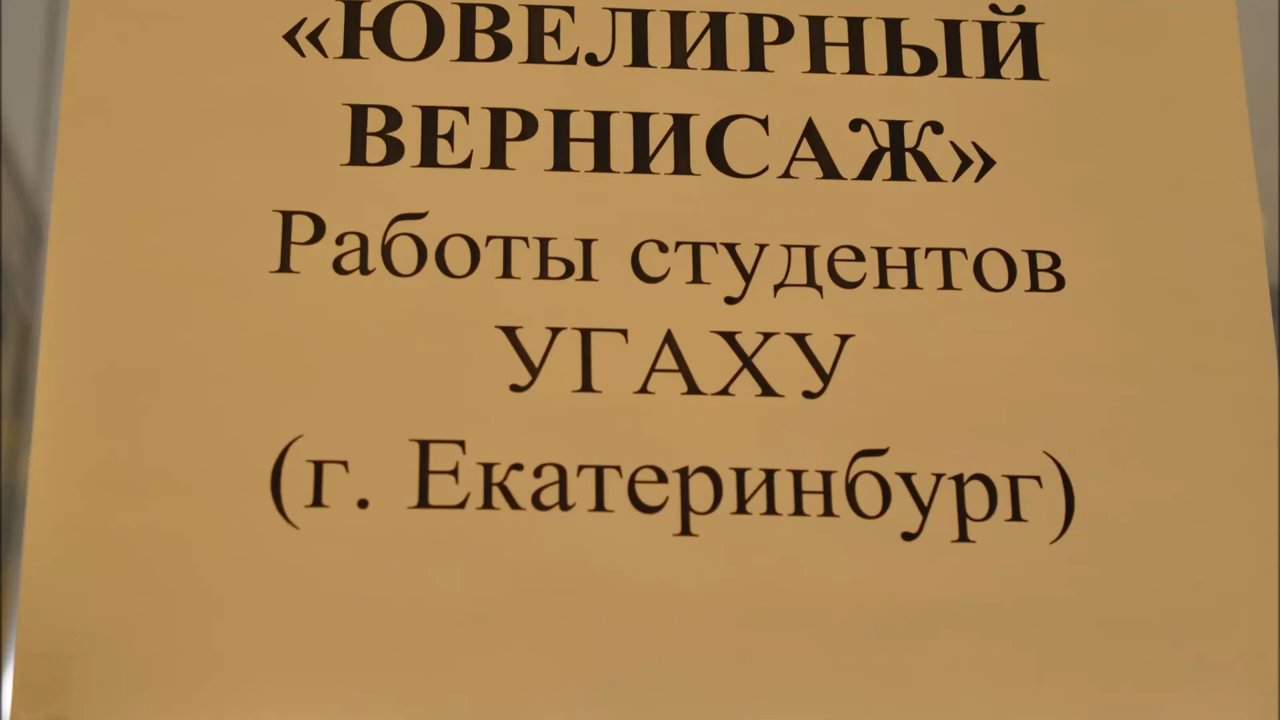 «ЮВЕЛИРНЫЙ
ВЕРНИСАЖ»
Работы студентов
УГАХУ
(г. Екатеринбург)